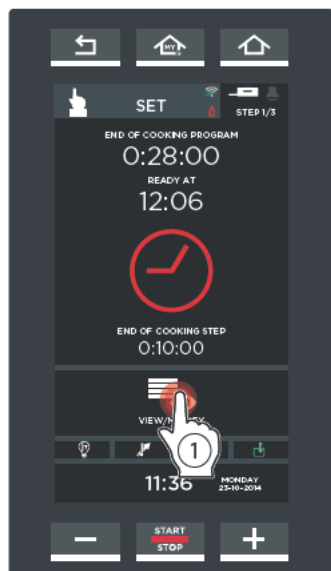 MY
SET
STEP 1/3
END OF COOKING PROGRAM
0:28:00
READY AT
12:06
END OF COOKING STEP
0:10:00
1
11:36
MONDAY
23-10-2014
START
STOP